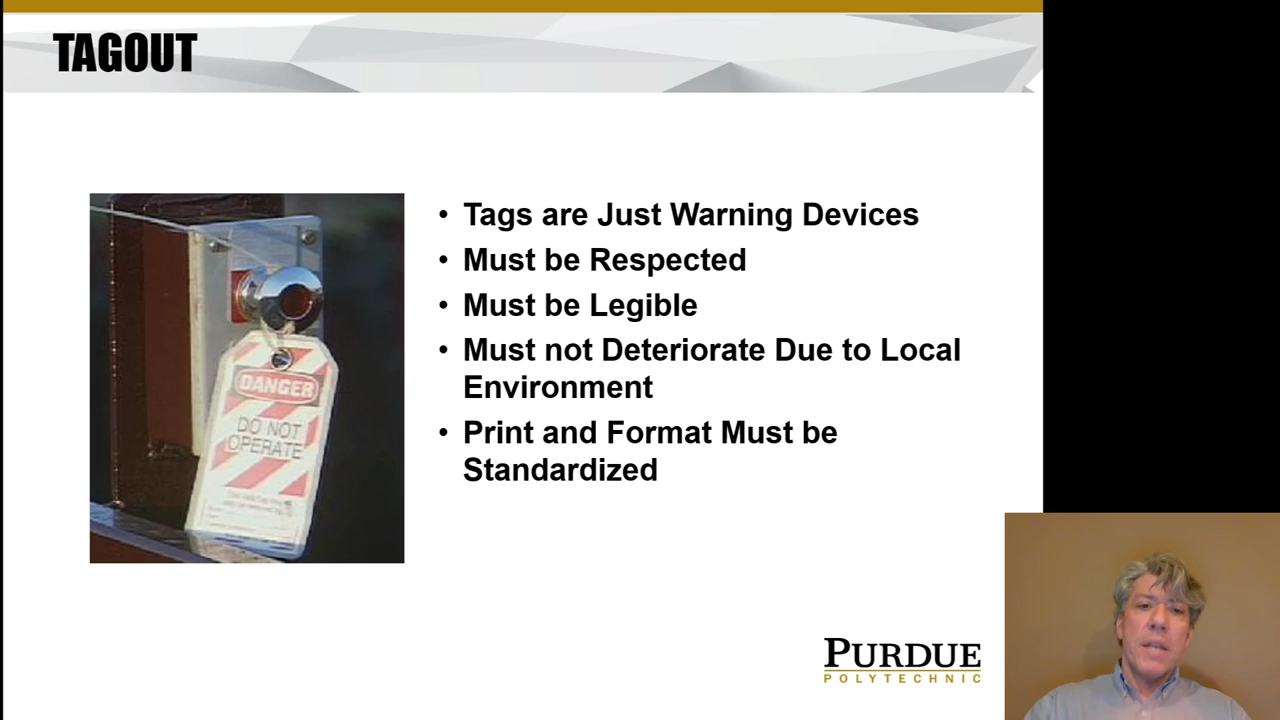 TAGOUT
• Tags are Just Warning Devices
• Must be Respected
• Must be Legible
• Must not Deteriorate Due to Local
Environment
• Print and Format Must be
Standardized
DANGER
DO NOT
OPERATE
PURDUE
POLYTECHNIC